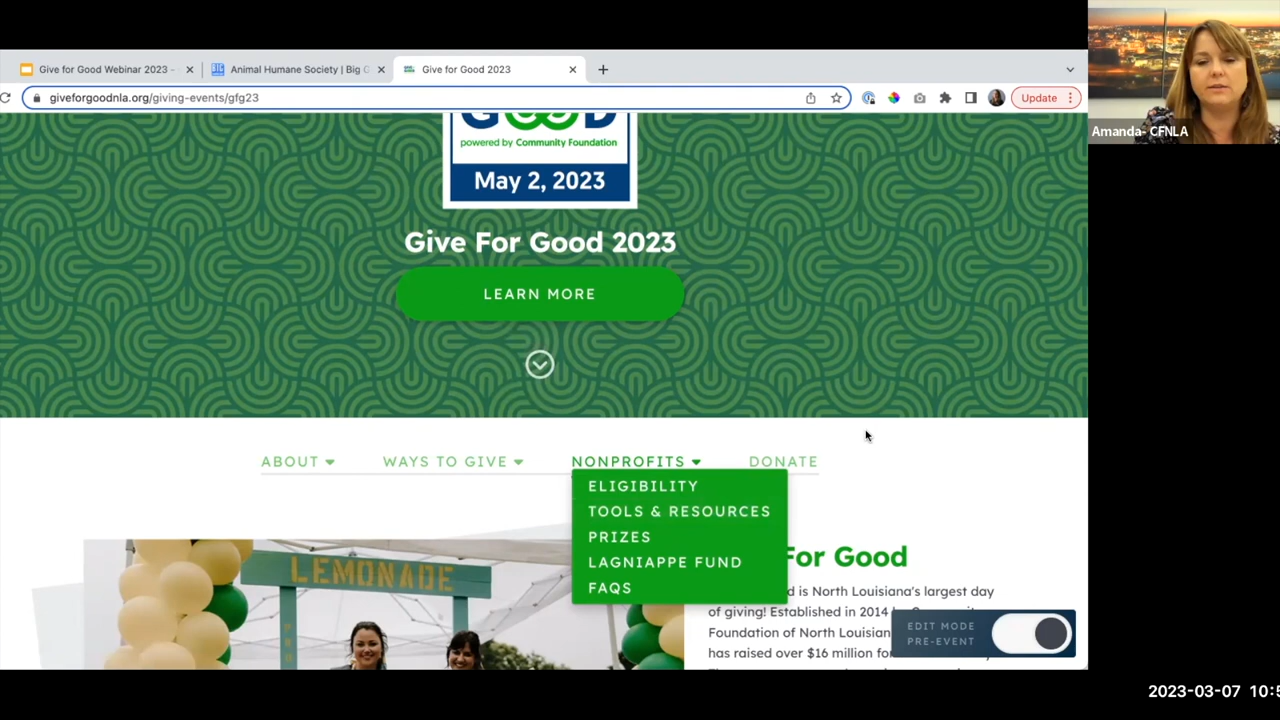 Give for Good Webinar 2023 -
Animal Humane Society | Big G
Give for Good 2023
giveforgoodnla.org/giving-events/gfg23
Update
Amanda- CFNLA
GOOD
powered by Community Foundation
May 2, 2023
Give For Good 2023
LEARN MORE
ABOUT
WAYS TO GIVE
NONPROFITS
DONATE
ELIGIBILITY
TOOLS & RESOURCES
PRIZES
LAGNIAPPE FUND
FAQS
LEMONADE
For Good
d is North Louisiana's largest day
of giving! Established in 2014
Foundation of North Louisian
has raised over $16 million for
EDIT MODE
PRE-EVENT
2023-03-07 10:5